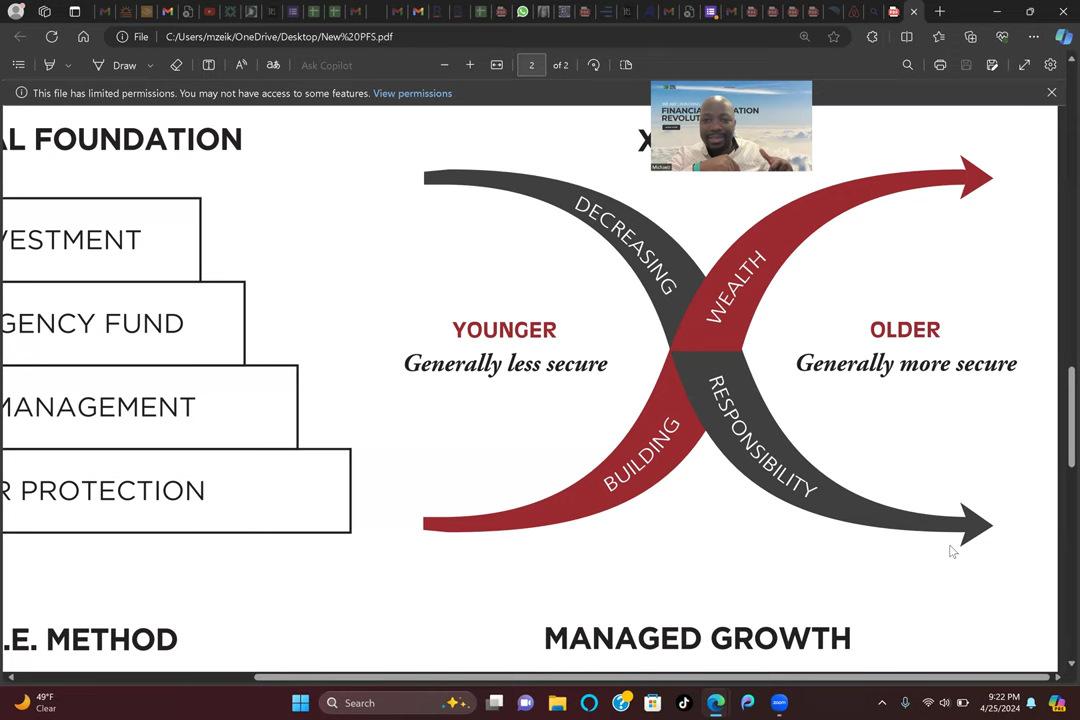 File
C:/Users/mzeik/OneDrive/Desktop/New%20PFS.pdf
Draw
Ask Copilot
2
of 2
This file has limited permissions. You may not have access to some features. View permissions
AL FOUNDATION
X
VESTMENT
GENCY FUND
MANAGEMENT
R PROTECTION
.E. METHOD
DECREASING
WEALTH
YOUNGER
Generally less secure
OLDER
Generally more secure
BUILDING
RESPONSIBILITY
MANAGED GROWTH
49°F
Clear
Search
9:22 PM
4/25/2024